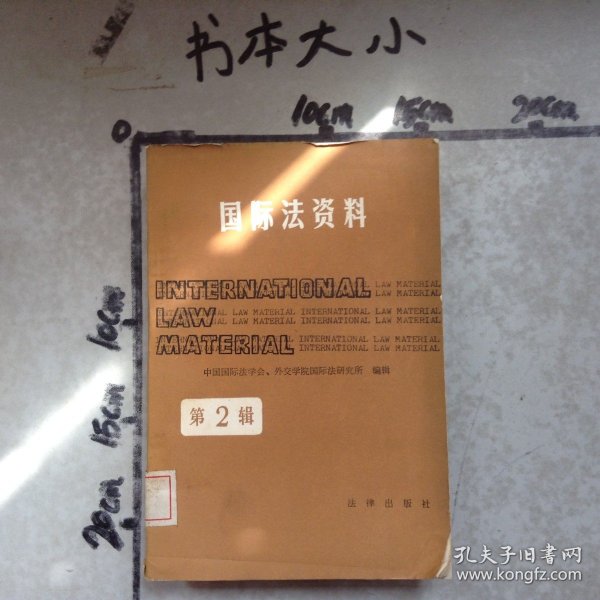 书本大小
10cm 15cm 20cm
0
国际法资料
INTERNATIONAL LAW MATERIAL
LAW MATERIAL
LAW LAW MATERIAL INTERNATIONAL LAW MATERIAL
LAW MATERIAL INTERNATIONAL LAW MATERIAL
MATERIAL INTERNATIONAL LAW MATERIAL
INTERNATIONAL LAW MATERIAL
中国国际法学会、外交学院国际法研究所 编辑
第2辑
法律出版社
10cm
15cm
20cm
孔夫子旧书网
www.kongfz.com